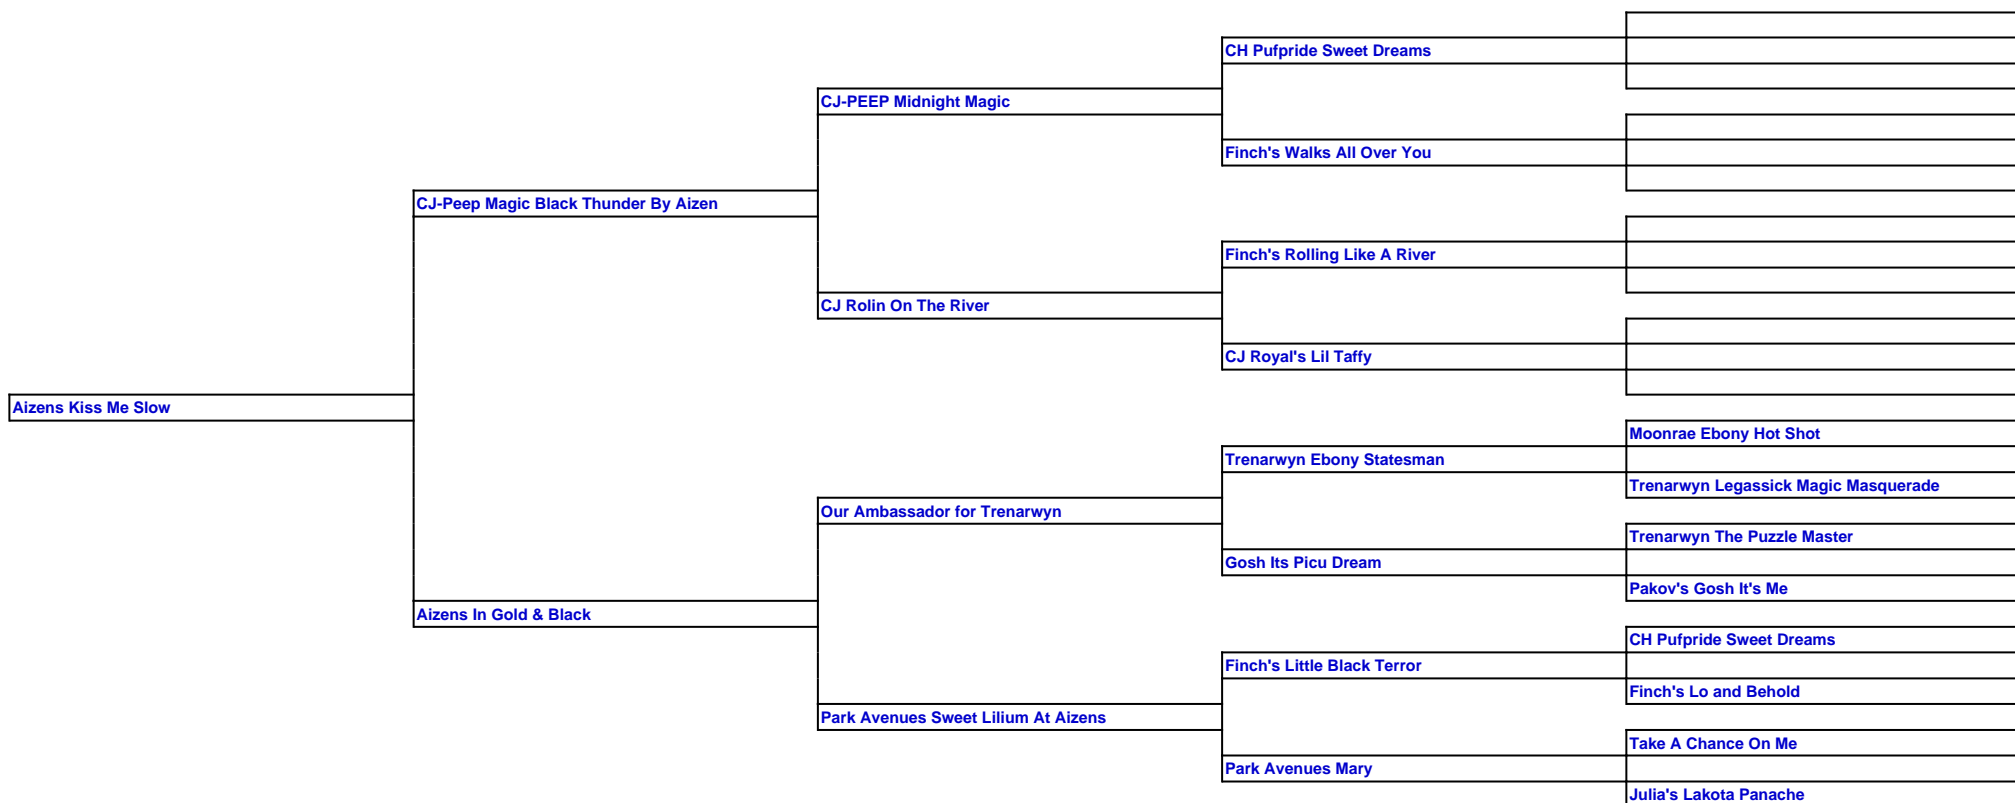 CH Pufpride Sweet Dreams
CJ-PEEP Midnight Magic
Finch's Walks All Over You
CJ-Peep Magic Black Thunder By Aizen
Finch's Rolling Like A River
CJ Rolin On The River
CJ Royal's Lil Taffy
Aizens Kiss Me Slow
Moonrae Ebony Hot Shot
Trenarwyn Ebony Statesman
Trenarwyn Legassick Magic Masquerade
Our Ambassador for Trenarwyn
Trenarwyn The Puzzle Master
Gosh Its Picu Dream
Pakov's Gosh It's Me
Aizens In Gold & Black
CH Pufpride Sweet Dreams
Finch's Little Black Terror
Finch's Lo and Behold
Park Avenues Sweet Lilium At Aizens
Take A Chance On Me
Park Avenues Mary
Julia's Lakota Panache